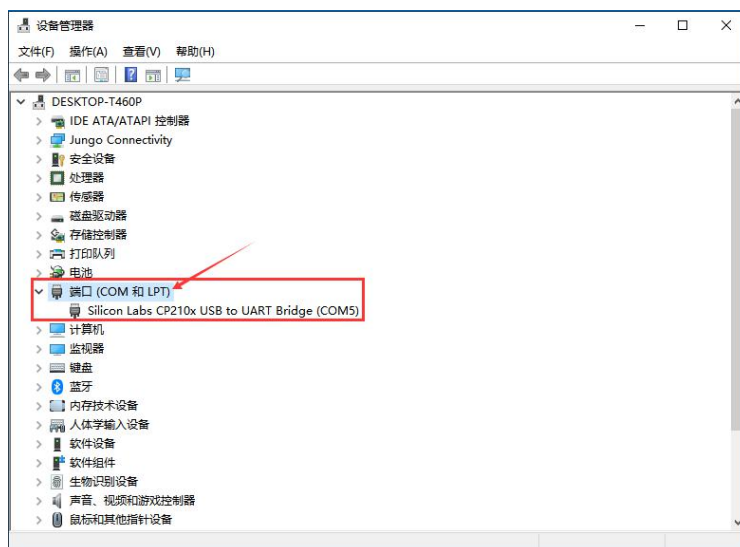 设备管理器
文件(F) 操作(A) 查看(V) 帮助(H)
DESKTOP-T460P
IDE ATA/ATAPI 控制器
Jungo Connectivity
安全设备
处理器
传感器
磁盘驱动器
存储控制器
打印队列
电池
端口 (COM 和 LPT)
Silicon Labs CP210x USB to UART Bridge (COM5)
计算机
监视器
键盘
蓝牙
内存技术设备
人体学输入设备
软件设备
软件组件
生物识别设备
声音、视频和游戏控制器
鼠标和其他指针设备